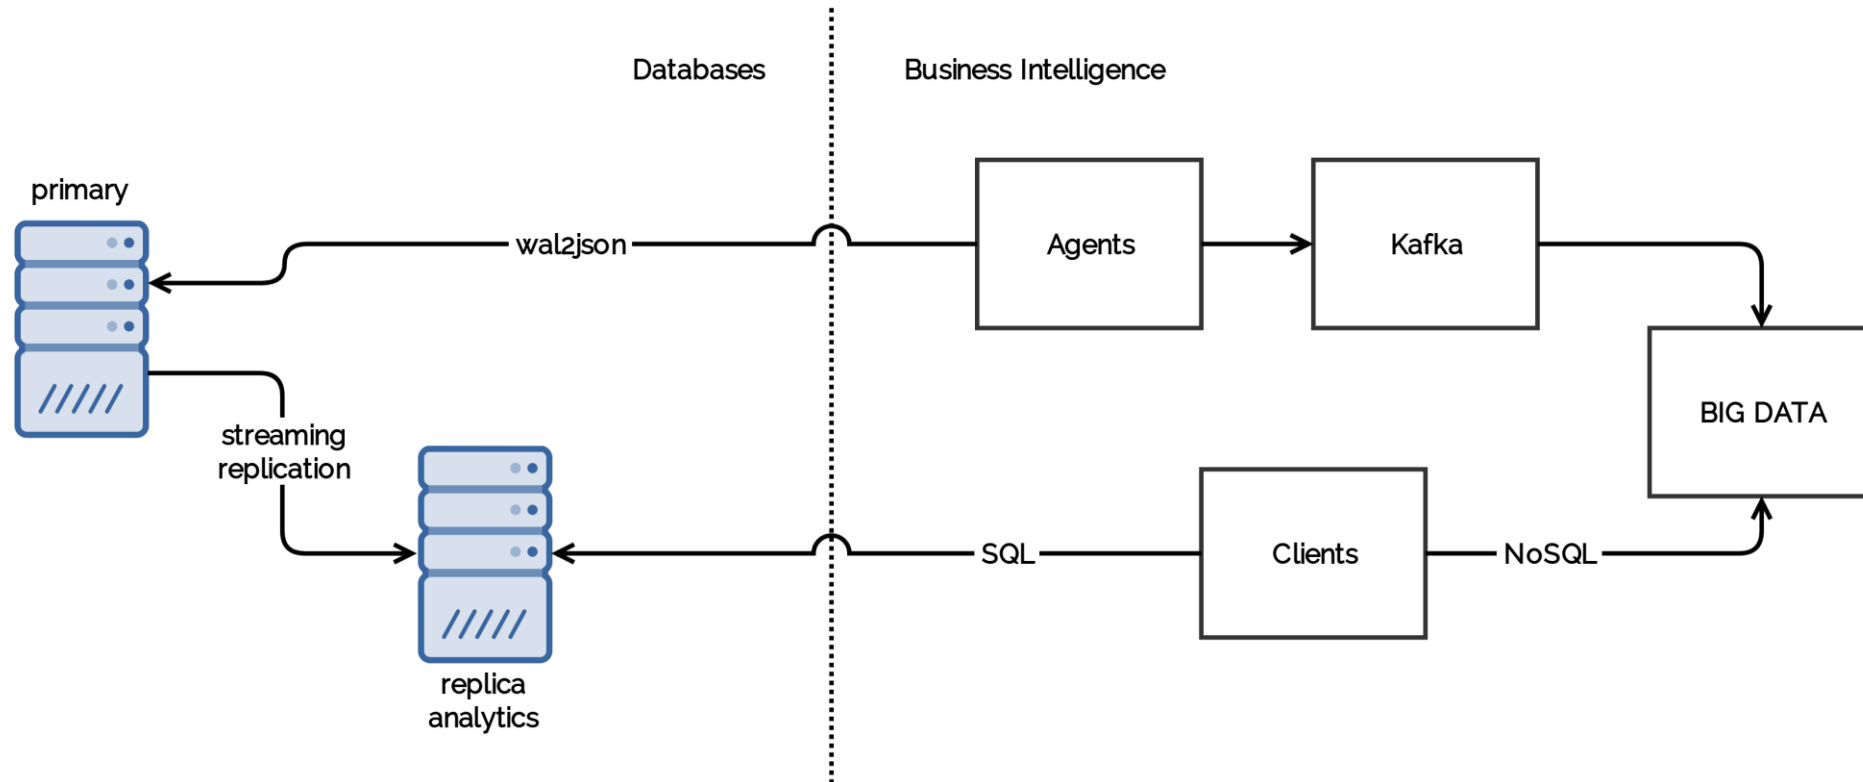 Databases
Business Intelligence
primary
wal2json
Agents
Kafka
BIG DATA
streaming
replication
SQL
Clients
NoSQL
replica
analytics